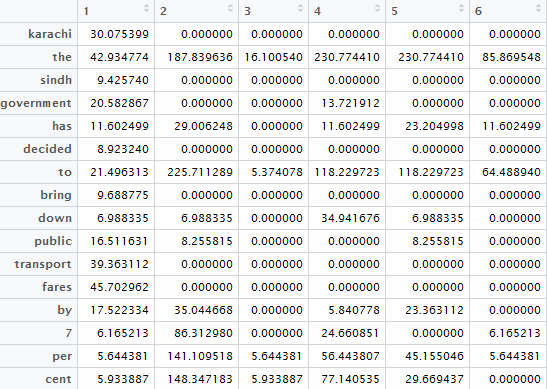 1 2 3 4 5 6
karachi 30.075399 0.000000 0.000000 0.000000 0.000000 0.000000
the 42.934774 187.839636 16.100540 230.774410 230.774410 85.869548
sindh 9.425740 0.000000 0.000000 0.000000 0.000000 0.000000
government 20.582867 0.000000 0.000000 13.721912 0.000000 0.000000
has 11.602499 29.006248 0.000000 11.602499 23.204998 11.602499
decided 8.923240 0.000000 0.000000 0.000000 0.000000 0.000000
to 21.496313 225.711289 5.374078 118.229723 118.229723 64.488940
bring 9.688775 0.000000 0.000000 0.000000 0.000000 0.000000
down 6.988335 6.988335 0.000000 34.941676 6.988335 0.000000
public 16.511631 8.255815 0.000000 0.000000 8.255815 0.000000
transport 39.363112 0.000000 0.000000 0.000000 0.000000 0.000000
fares 45.702962 0.000000 0.000000 0.000000 0.000000 0.000000
by 17.522334 35.044668 0.000000 5.840778 23.363112 0.000000
7 6.165213 86.312980 0.000000 24.660851 0.000000 6.165213
per 5.644381 141.109518 5.644381 56.443807 45.155046 5.644381
cent 5.933887 148.347183 5.933887 77.140535 29.669437 0.000000